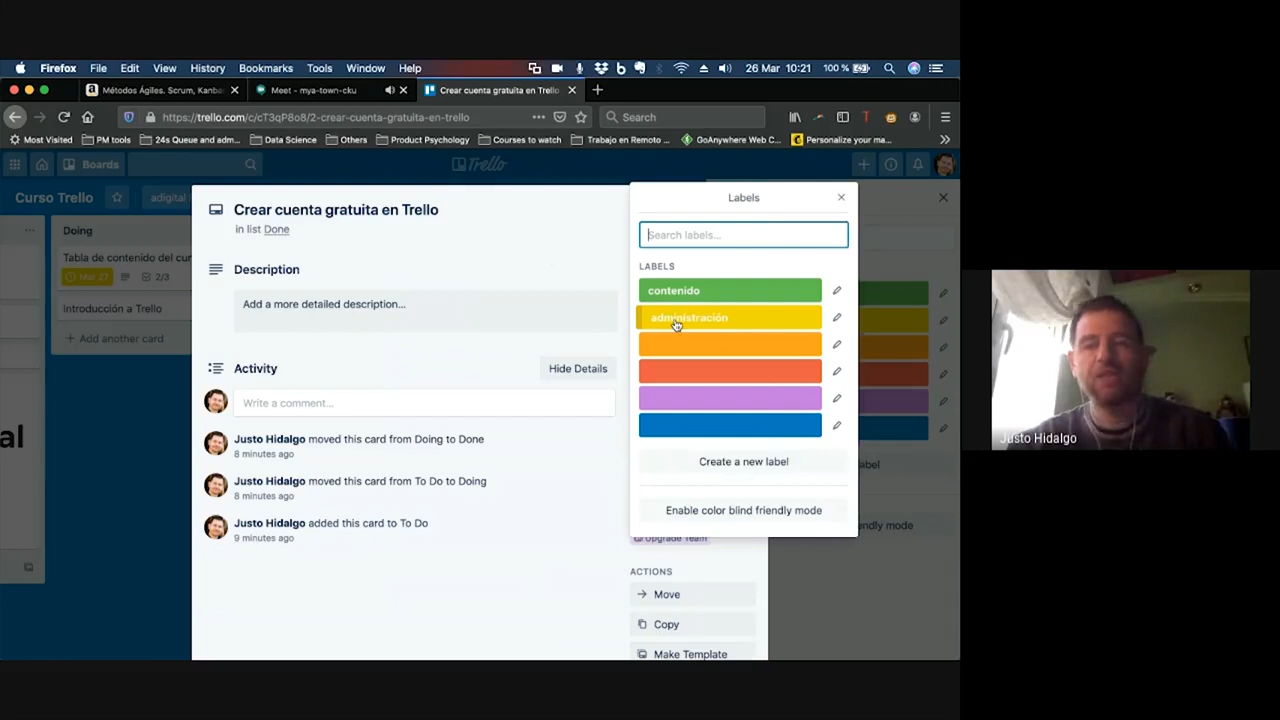 Firefox File Edit View History Bookmarks Tools Window Help 26 Mar 10:21 100 %
Métodos Ágiles. Scrum, Kanba
Meet - mya-town-cku
Crear cuenta gratuita en Trello
https://trello.com/c/cT3qP8o8/2-crear-cuenta-gratuita-en-trello
Search
Most Visited PM tools 24s Queue and adm... Data Science Others Product Psychology Courses to watch Trabajo en Remoto ... GoAnywhere Web C... Personalize your ma...
Boards
Trello
Curso Trello
adigital
Doing
Tabla de contenido del cur
Mar 27
2/3
Introducción a Trello
+ Add another card
al
Crear cuenta gratuita en Trello
in list Done
Description
Add a more detailed description...
Activity
Hide Details
Write a comment...
Justo Hidalgo moved this card from Doing to Done
8 minutes ago
Justo Hidalgo moved this card from To Do to Doing
8 minutes ago
Justo Hidalgo added this card to To Do
9 minutes ago
Labels
Search labels...
LABELS
contenido
administración
Create a new label
Enable color blind friendly mode
Upgrade Team
ACTIONS
Move
Copy
Make Template
abel
ndly mode
Justo Hidalgo